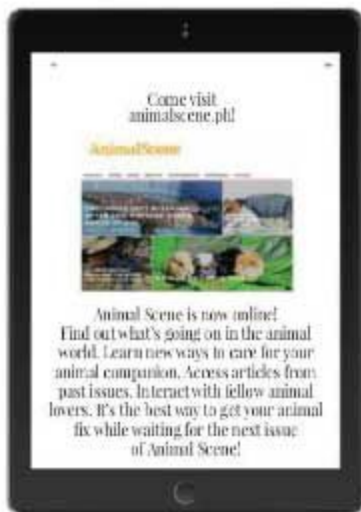 Come visit
animalscene.ph!
AnimalScene
Animal Scene is now online!
Find out what's going on in the animal
world. Learn new ways to care for your
animal companion. Access articles from
past issues. Interact with fellow animal
lovers. It's the best way to get your animal
fix while waiting for the next issue
of Animal Scene!